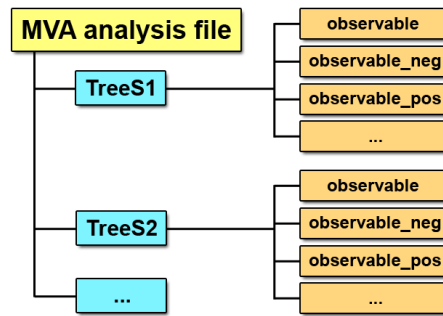 MVA analysis file
TreeS1
observable
observable_neg
observable_pos
...
TreeS2
observable
observable_neg
observable_pos
...
...